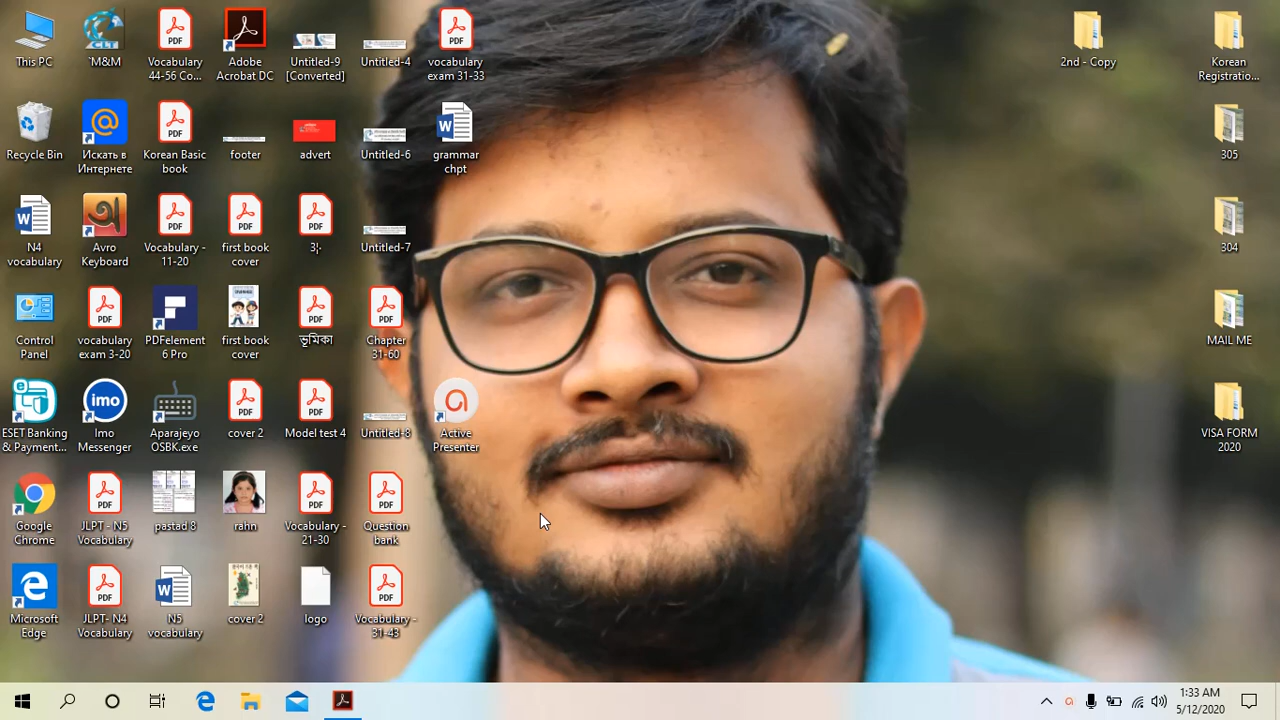 This PC
`M&M
Vocabulary
44-56 Co...
Adobe
Acrobat DC
Untitled-9
[Converted]
Untitled-4
vocabulary
exam 31-33
2nd - Copy
Korean
Registratio...
Recycle Bin
Искать в
Интернете
Korean Basic
book
footer
advert
Untitled-6
grammar
chpt
305
N4
vocabulary
Avro
Keyboard
Vocabulary -
11-20
first book
cover
3¦·
Untitled-7
304
Control
Panel
vocabulary
exam 3-20
PDFelement
6 Pro
first book
cover
ভূমিকা
Chapter
31-60
MAIL ME
ESET Banking
& Payment...
Imo
Messenger
Aparajeyo
OSBK.exe
cover 2
Model test 4
Untitled-8
Active
Presenter
VISA FORM
2020
Google
Chrome
JLPT - N5
Vocabulary
pastad 8
rahn
Vocabulary -
21-30
Question
bank
Microsoft
Edge
JLPT- N4
Vocabulary
N5
vocabulary
cover 2
logo
Vocabulary -
31-43
1:33 AM
5/12/2020